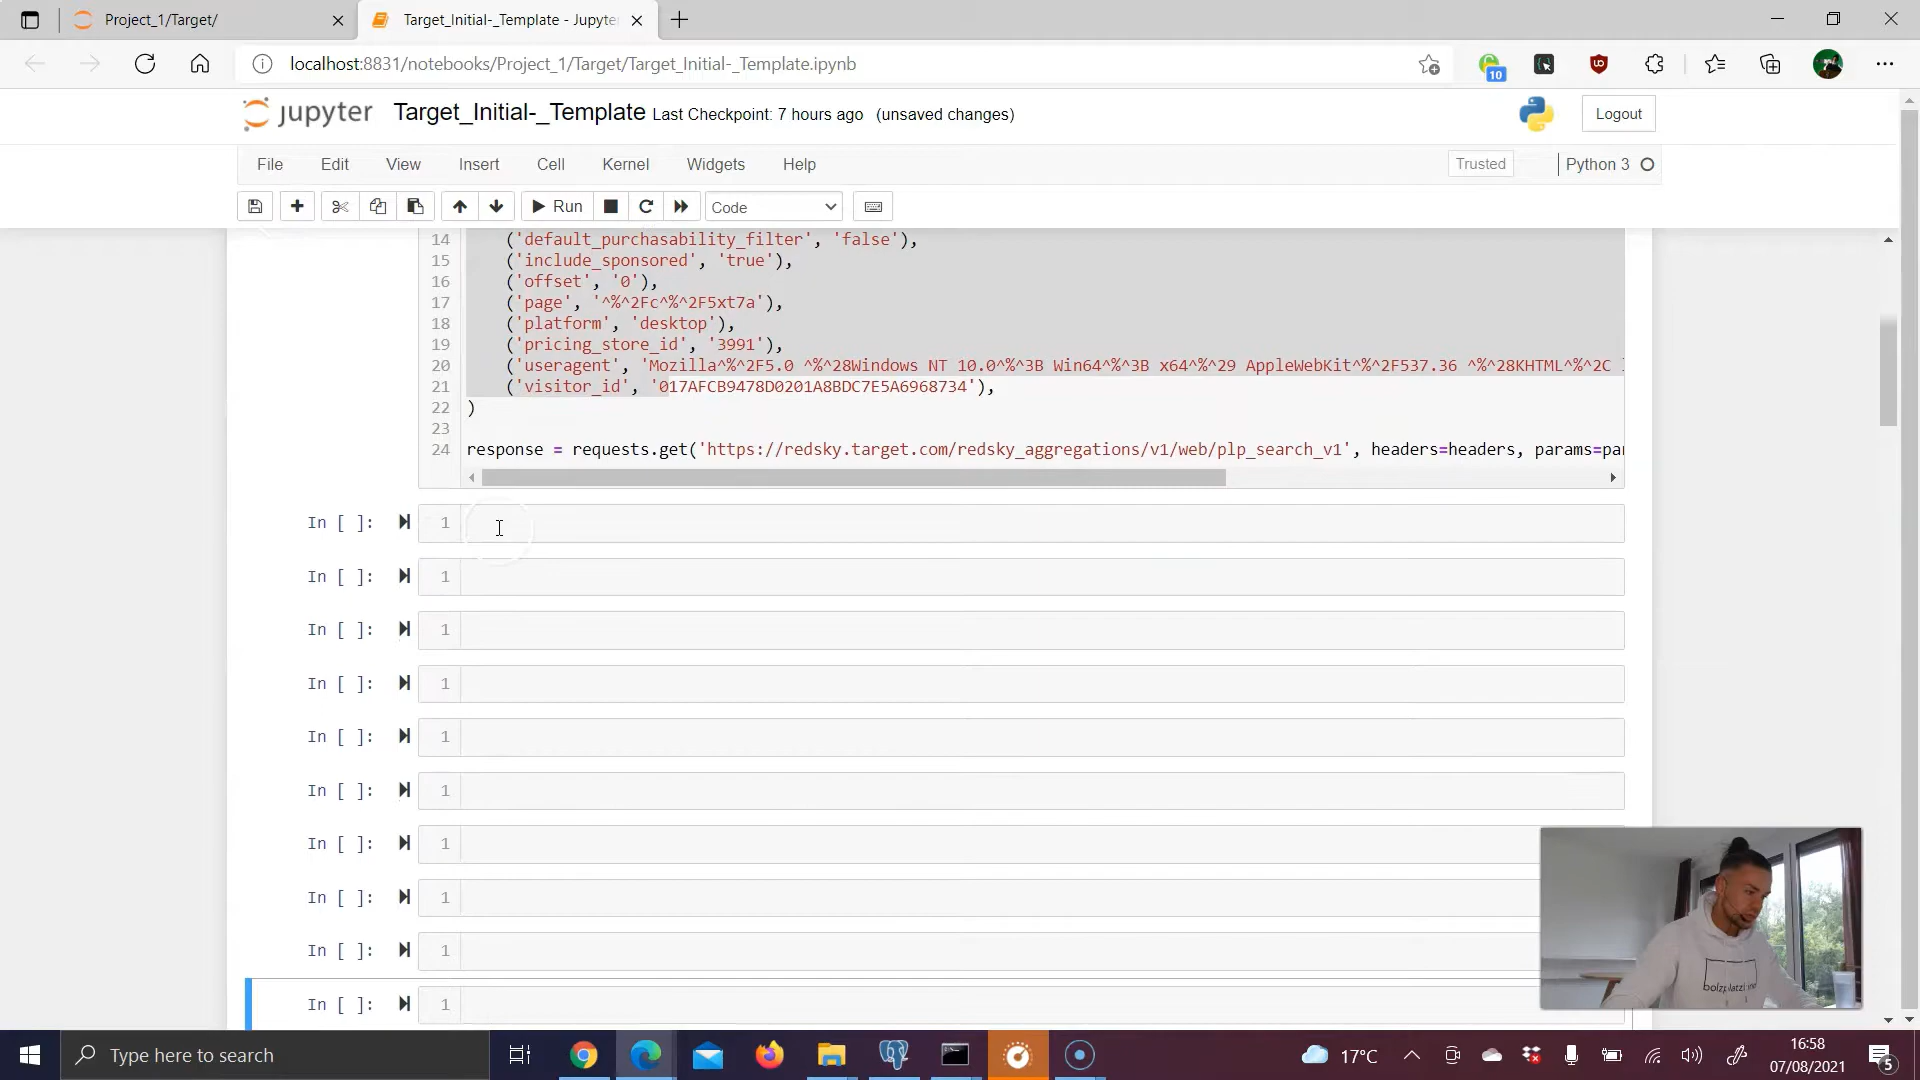 Project_1/Target/
Target_Initial-_Template - Jupyte
localhost:8831/notebooks/Project_1/Target/Target_Initial-_Template.ipynb
10
jupyter Target_Initial-_Template Last Checkpoint: 7 hours ago (unsaved changes)
Logout
File Edit View Insert Cell Kernel Widgets Help
Trusted
Python 3
Run
Code
14 ('default_purchasability_filter', 'false'),
15 ('include_sponsored', 'true'),
16 ('offset', '0'),
17 ('page', '^%^2Fc^%^2F5xt7a'),
18 ('platform', 'desktop'),
19 ('pricing_store_id', '3991'),
20 ('useragent', 'Mozilla^%^2F5.0 ^%^28Windows NT 10.0^%^3B Win64^%^3B x64^%^29 AppleWebKit^%^2F537.36 ^%^28KHTML^%^2C
21 ('visitor_id', '017AFCB9478D0201A8BDC7E5A6968734'),
22 )
23
24 response = requests.get('https://redsky.target.com/redsky_aggregations/v1/web/plp_search_v1', headers=headers, params=par
In [ ]: 1
In [ ]: 1
In [ ]: 1
In [ ]: 1
In [ ]: 1
In [ ]: 1
In [ ]: 1
In [ ]: 1
In [ ]: 1
In [ ]: 1
Type here to search
17°C
16:58
07/08/2021
5